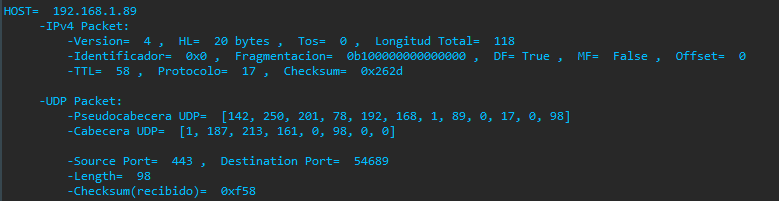 HOST=  192.168.1.89
-IPv4 Packet:
-Version=  4 ,  HL=  20 bytes ,  Tos=  0 ,  Longitud Total=  118
-Identificador=  0x0 ,  Fragmentacion=  0b100000000000000 ,  DF= True ,  MF=  False ,  Offset=  0
-TTL=  58 ,  Protocolo=  17 ,  Checksum=  0x262d
-UDP Packet:
-Pseudocabecera UDP=  [142, 250, 201, 78, 192, 168, 1, 89, 0, 17, 0, 98]
-Cabecera UDP=  [1, 187, 213, 161, 0, 98, 0, 0]
-Source Port=  443 ,  Destination Port=  54689
-Length=  98
-Checksum(recibido)=  0xf58